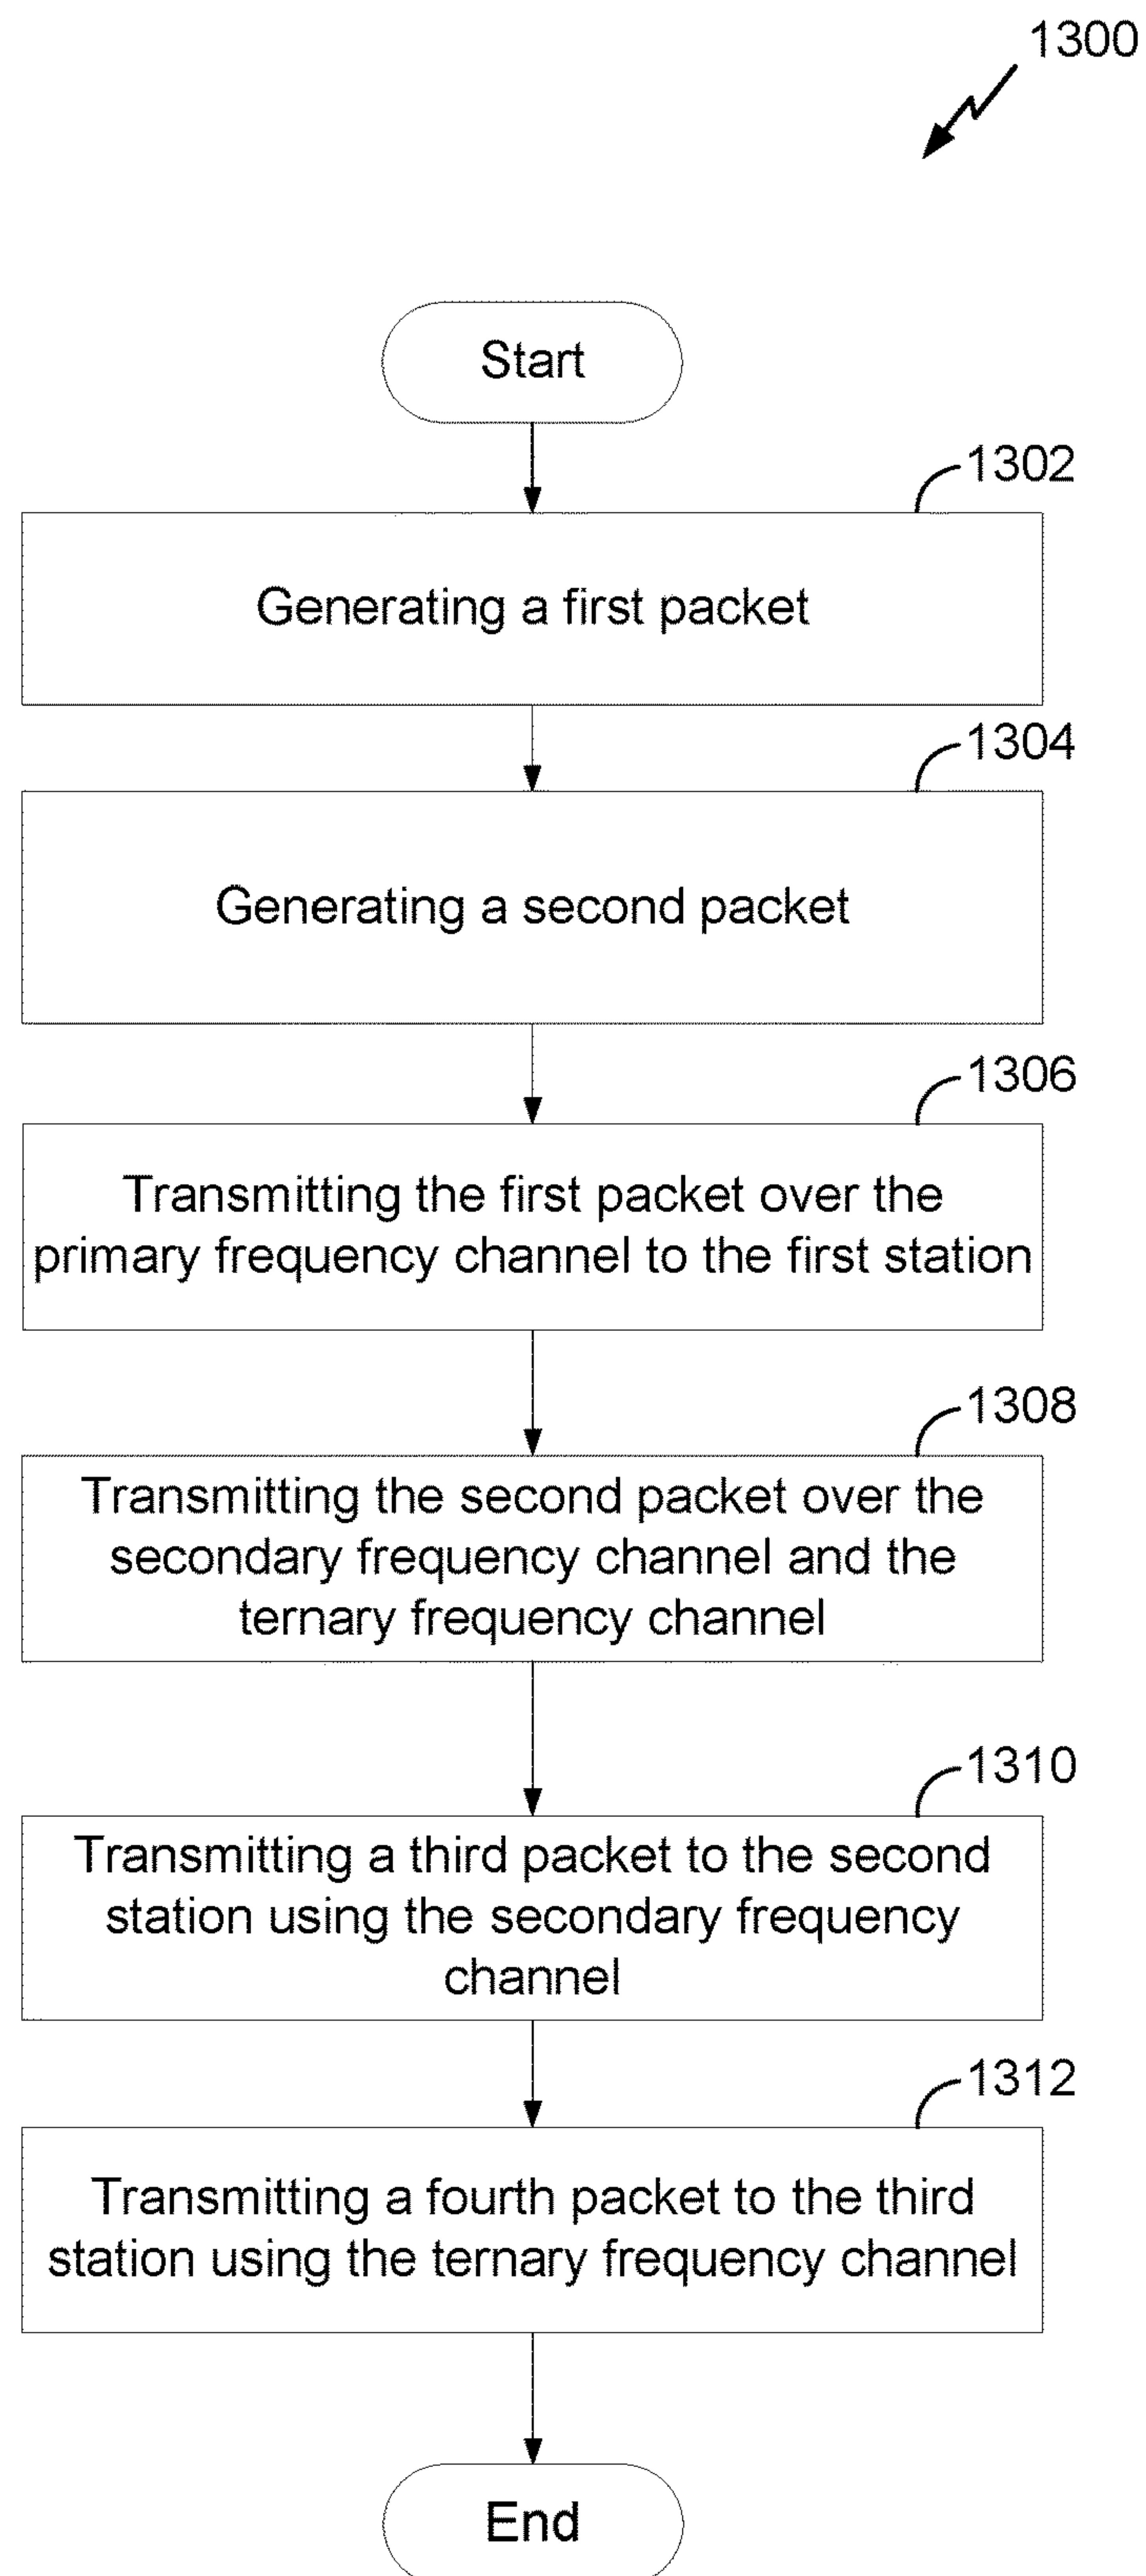 1300
Start
1302
Generating a first packet
1304
Generating a second packet
1306
Transmitting the first packet over the
primary frequency channel to the first station
1308
Transmitting the second packet over the
secondary frequency channel and the
ternary frequency channel
1310
Transmitting a third packet to the second
station using the secondary frequency
channel
1312
Transmitting a fourth packet to the third
station using the ternary frequency channel
End